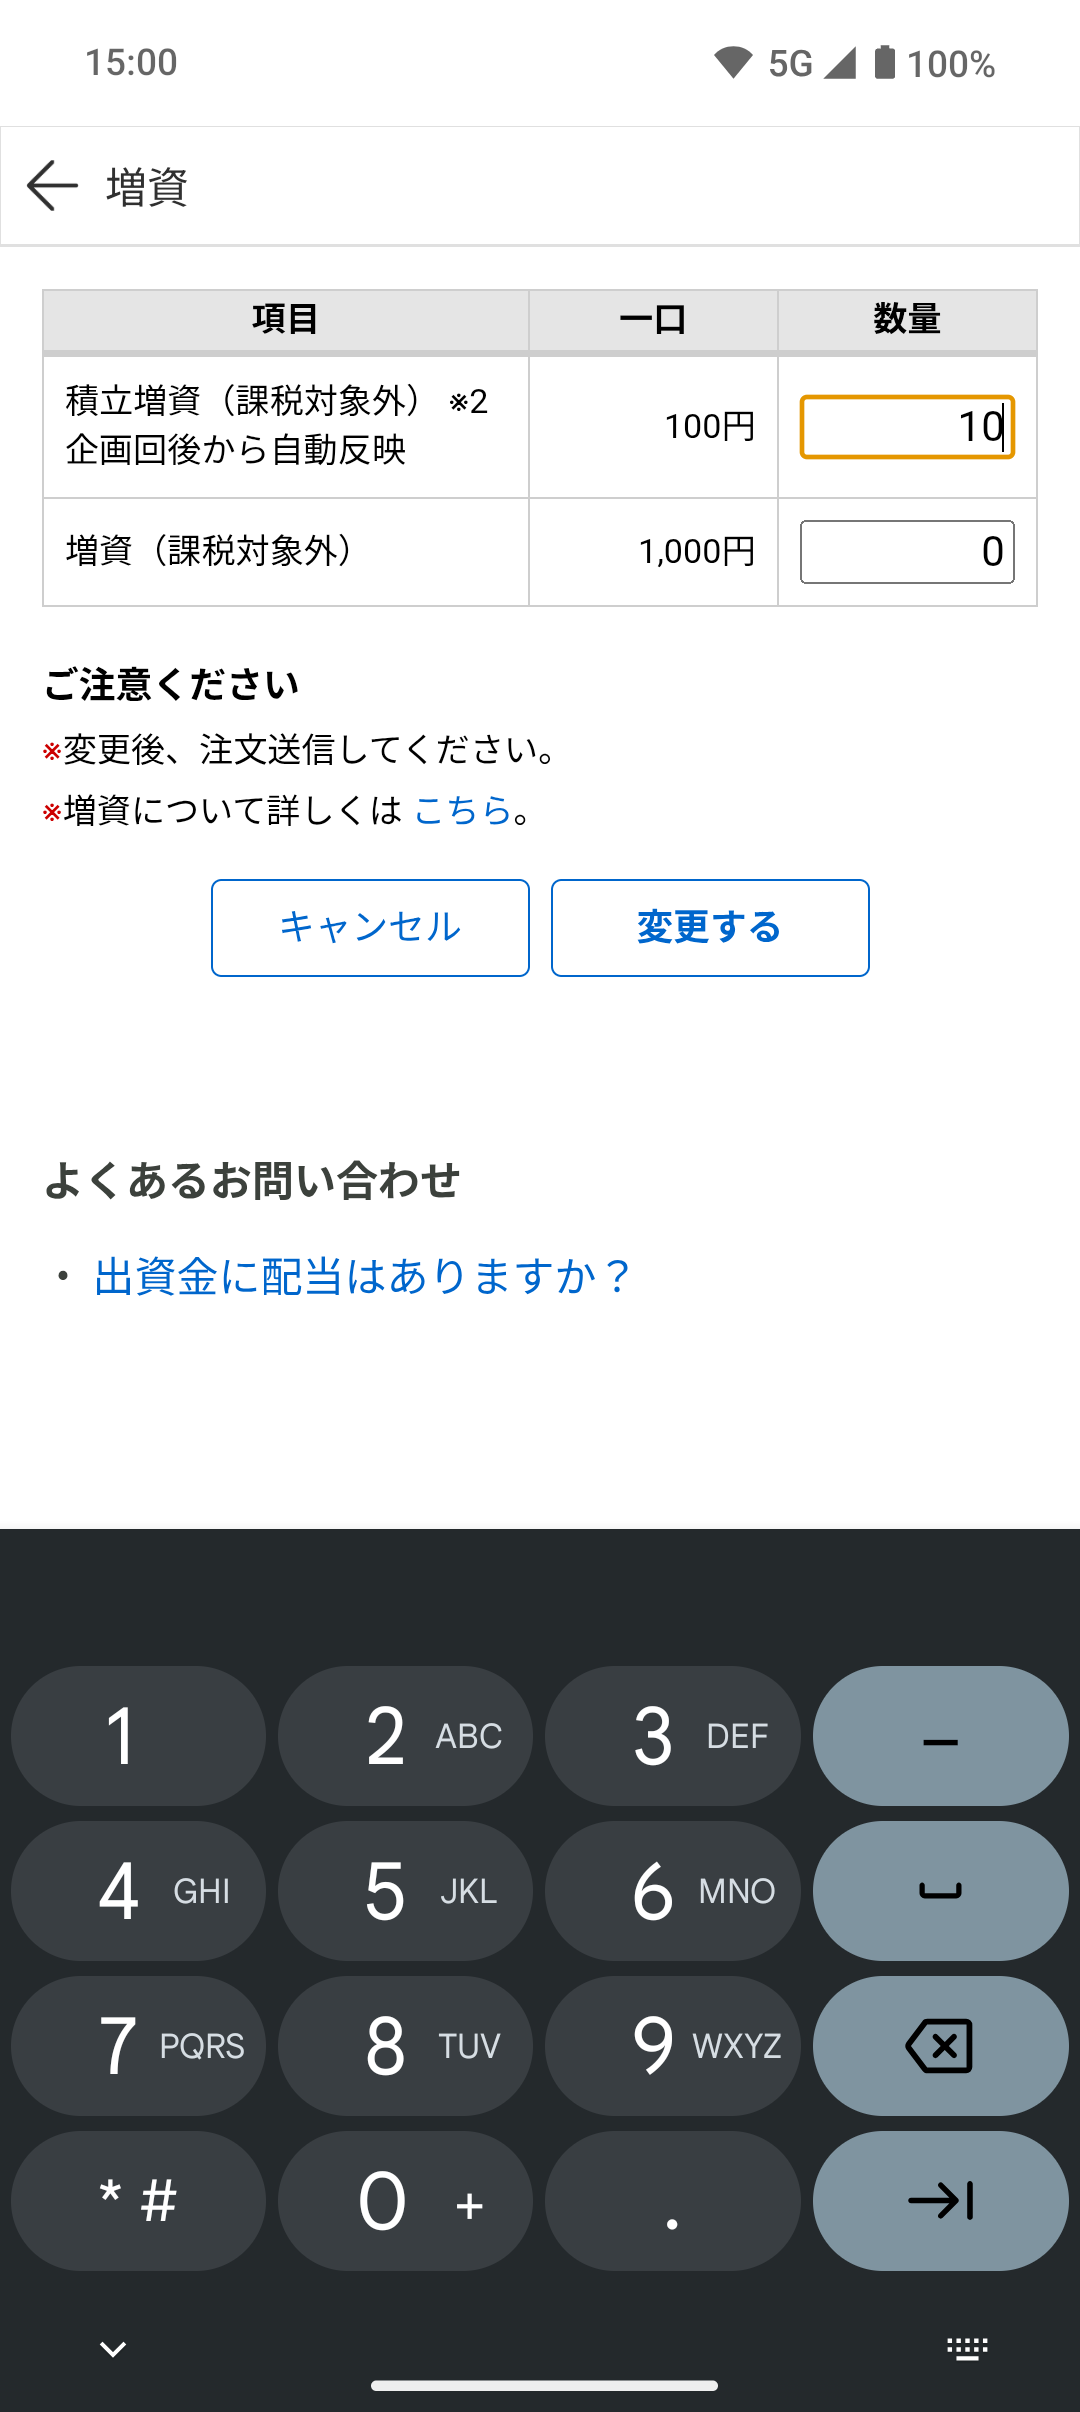 15:00 5G 100%
増資
項目 一口 数量
積立増資（課税対象外） ※2
企画回後から自動反映 100円 10
増資（課税対象外） 1,000円 0
ご注意ください
※変更後、注文送信してください。
※増資について詳しくは こちら。
キャンセル 変更する
よくあるお問い合わせ
・ 出資金に配当はありますか？
1 2 ABC 3 DEF –
4 GHI 5 JKL 6 MNO
7 PQRS 8 TUV 9 WXYZ
* # 0 + .